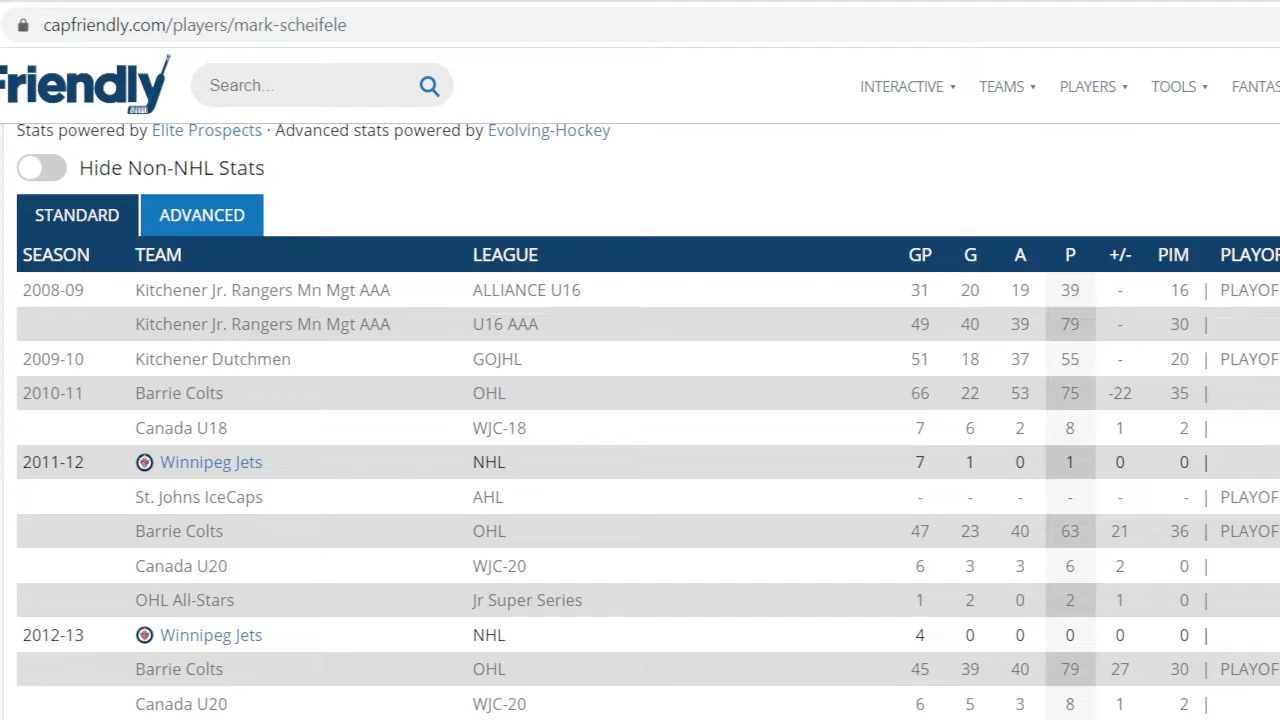 capfriendly.com/players/mark-scheifele
Friendly Search... INTERACTIVE ▾ TEAMS ▾ PLAYERS ▾ TOOLS ▾ FANTAS
Stats powered by Elite Prospects · Advanced stats powered by Evolving-Hockey
Hide Non-NHL Stats
STANDARD ADVANCED
SEASON TEAM LEAGUE GP G A P +/- PIM PLAYOF
2008-09 Kitchener Jr. Rangers Mn Mgt AAA ALLIANCE U16 31 20 19 39 - 16 | PLAYOF
Kitchener Jr. Rangers Mn Mgt AAA U16 AAA 49 40 39 79 - 30 |
2009-10 Kitchener Dutchmen GOJHL 51 18 37 55 - 20 | PLAYOF
2010-11 Barrie Colts OHL 66 22 53 75 -22 35 |
Canada U18 WJC-18 7 6 2 8 1 2 |
2011-12 Winnipeg Jets NHL 7 1 0 1 0 0 |
St. Johns IceCaps AHL - - - - - - | PLAYOF
Barrie Colts OHL 47 23 40 63 21 36 | PLAYOF
Canada U20 WJC-20 6 3 3 6 2 0 |
OHL All-Stars Jr Super Series 1 2 0 2 1 0 |
2012-13 Winnipeg Jets NHL 4 0 0 0 0 0 |
Barrie Colts OHL 45 39 40 79 27 30 | PLAYOF
Canada U20 WJC-20 6 5 3 8 1 2 |